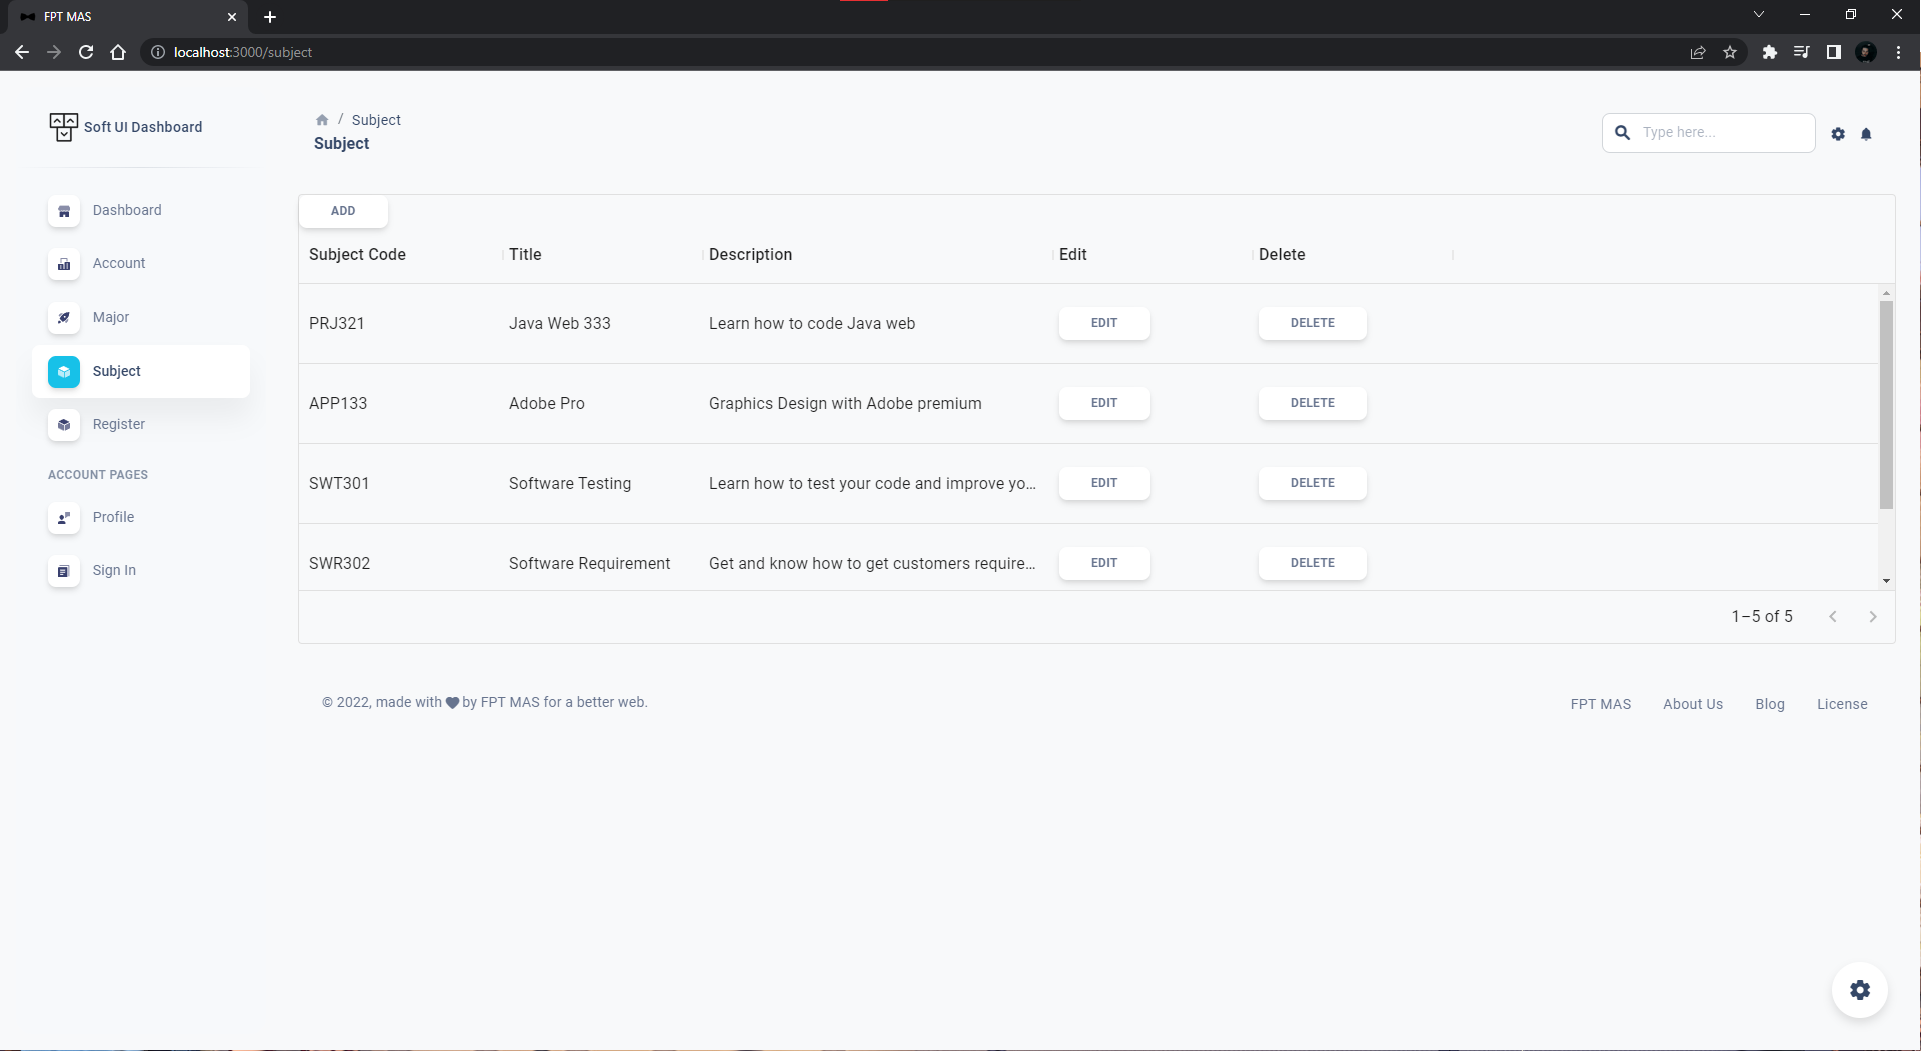 FPT MAS
localhost:3000/subject
Soft UI Dashboard
/ Subject
Subject
Type here...
Dashboard
Account
Major
Subject
Register
ACCOUNT PAGES
Profile
Sign In
ADD
Subject Code Title Description Edit Delete
PRJ321 Java Web 333 Learn how to code Java web EDIT DELETE
APP133 Adobe Pro Graphics Design with Adobe premium EDIT DELETE
SWT301 Software Testing Learn how to test your code and improve yo... EDIT DELETE
SWR302 Software Requirement Get and know how to get customers require... EDIT DELETE
1–5 of 5
© 2022, made with by FPT MAS for a better web.
FPT MAS About Us Blog License